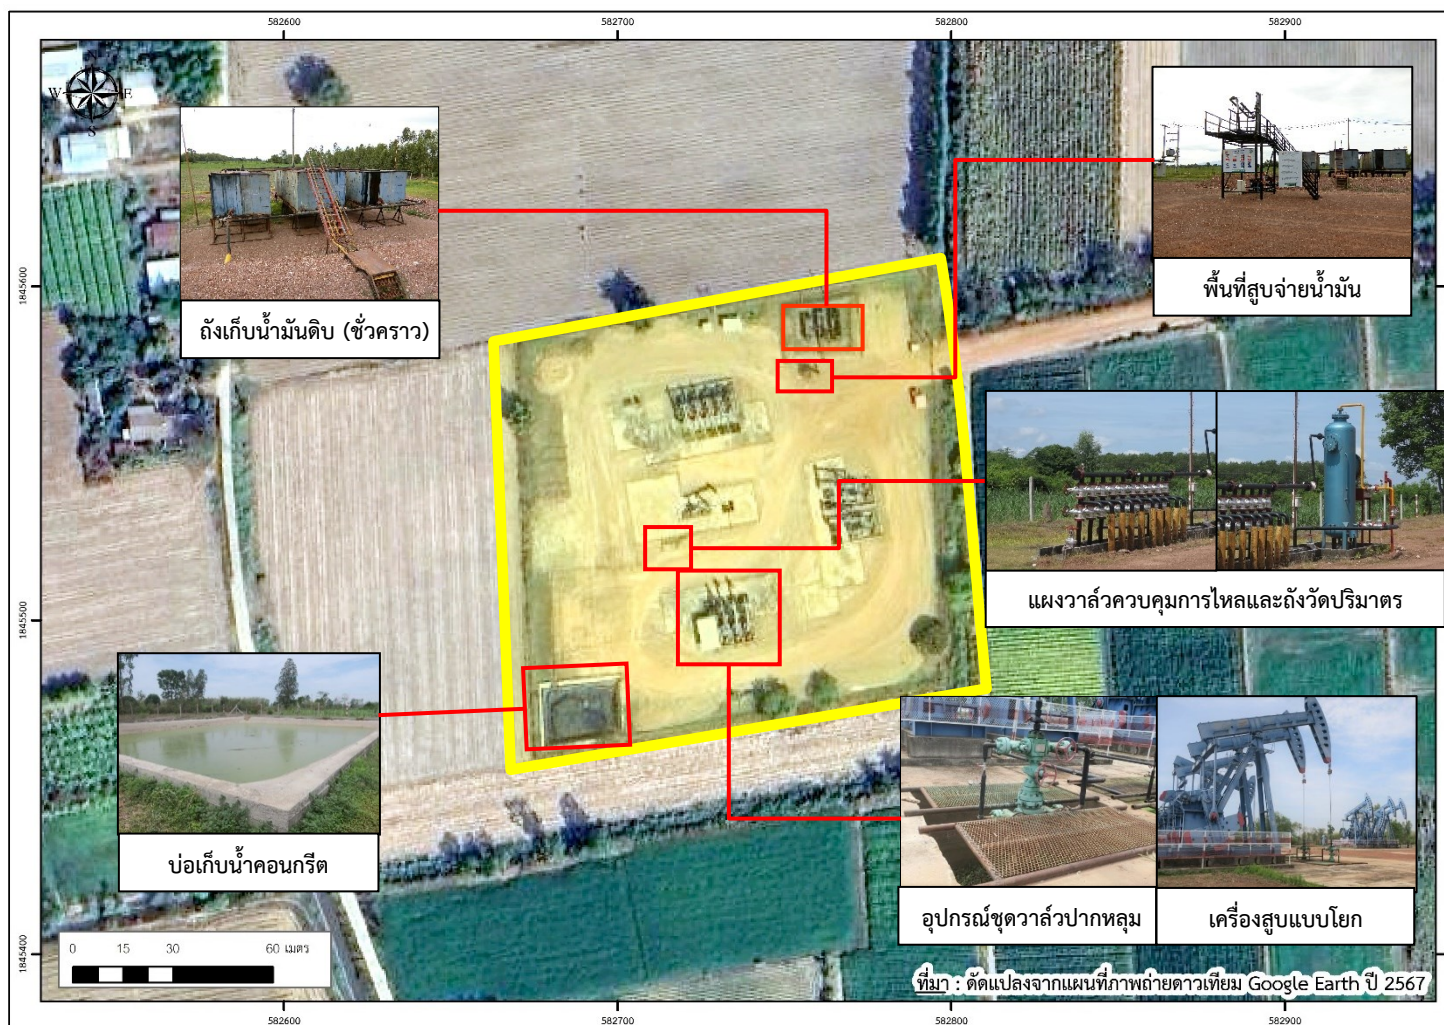 582600
582700
582800
582900
W
E
S
1845600
1845500
1845400
ถังเก็บน้ำมันดิบ (ชั่วคราว)
พื้นที่สูบจ่ายน้ำมัน
แผงวาล์วควบคุมการไหลและถังวัดปริมาตร
บ่อเก็บน้ำคอนกรีต
อุปกรณ์ชุดวาล์วปากหลุม
เครื่องสูบแบบโยก
0 15 30 60 เมตร
ที่มา : ดัดแปลงจากแผนที่ภาพถ่ายดาวเทียม Google Earth ปี 2567
582600
582700
582800
582900